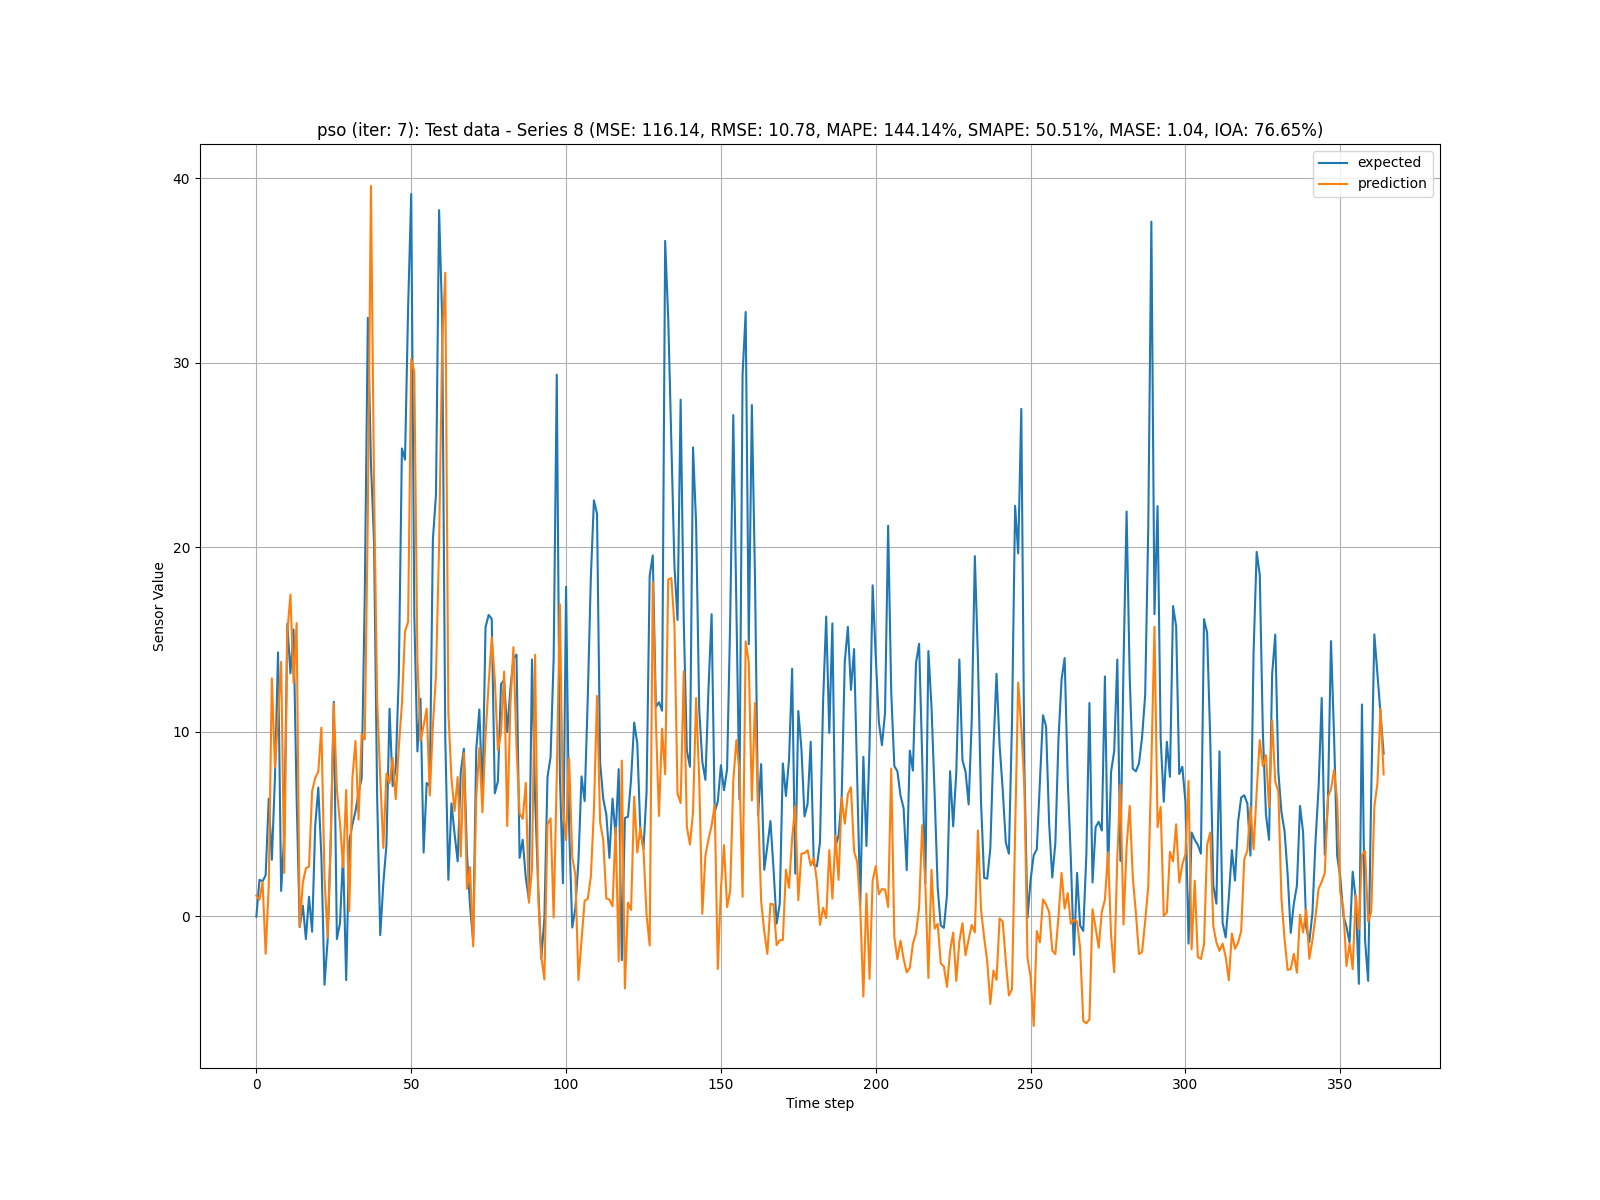 pso (iter: 7): Test data - Series 8 (MSE: 116.14, RMSE: 10.78, MAPE: 144.14%, SMAPE: 50.51%, MASE: 1.04, IOA: 76.65%)
expected
prediction
40
30
20
10
0
Sensor Value
0 50 100 150 200 250 300 350
Time step